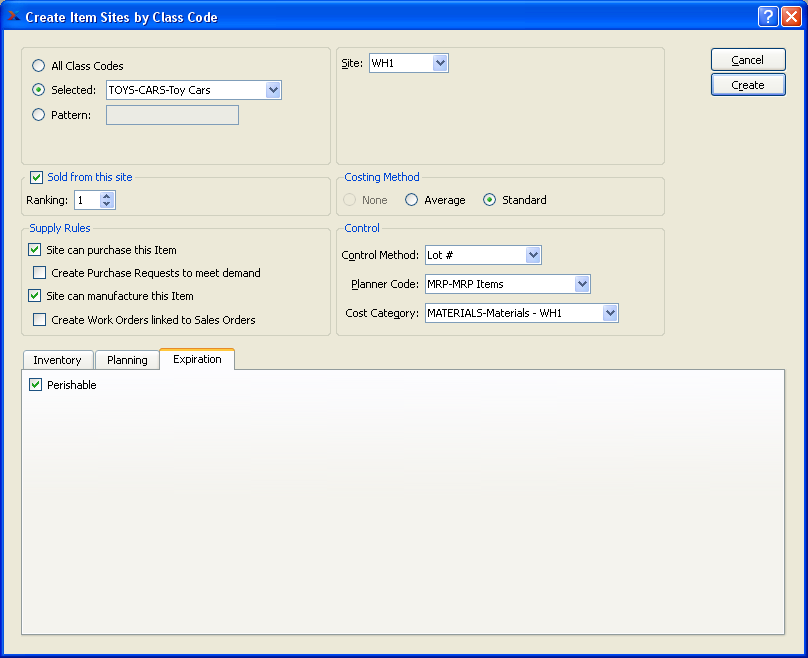 Create Item Sites by Class Code
All Class Codes
Selected: TOYS-CARS-Toy Cars
Pattern:
Site: WH1
Cancel
Create
Sold from this site
Ranking: 1
Costing Method
None Average Standard
Supply Rules
Site can purchase this Item
Create Purchase Requests to meet demand
Site can manufacture this Item
Create Work Orders linked to Sales Orders
Control
Control Method: Lot #
Planner Code: MRP-MRP Items
Cost Category: MATERIALS-Materials - WH1
Inventory Planning Expiration
Perishable